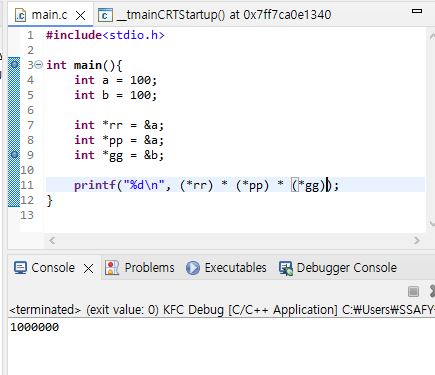 main.c
__tmainCRTStartup() at 0x7ff7ca0e1340
1 #include<stdio.h>
2
3 int main(){
4     int a = 100;
5     int b = 100;
6
7     int *rr = &a;
8     int *pp = &a;
9     int *gg = &b;
10
11     printf("%d\n", (*rr) * (*pp) * (*gg));
12 }
13
Console Problems Executables Debugger Console
<terminated> (exit value: 0) KFC Debug [C/C++ Application] C:₩Users₩SSAFY
1000000